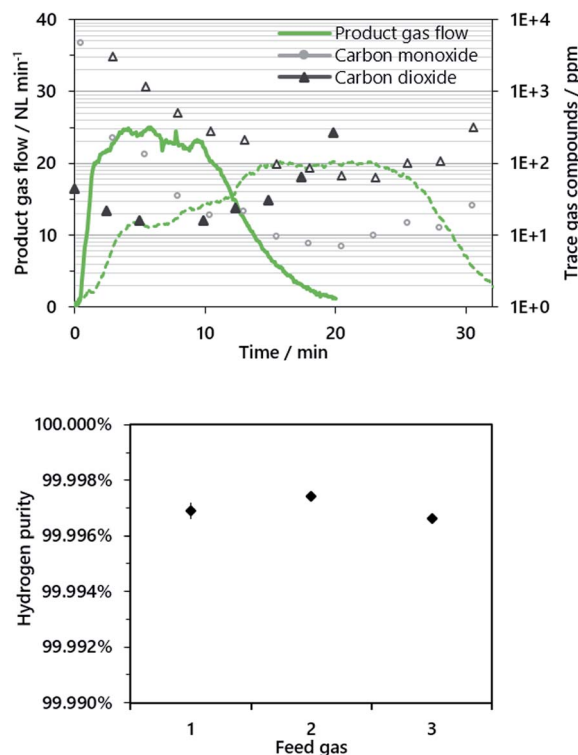 Product gas flow
Carbon monoxide
Carbon dioxide
Product gas flow / NL min⁻¹
40
30
20
10
0
Trace gas compounds / ppm
1E+4
1E+3
1E+2
1E+1
1E+0
0 10 20 30
Time / min
Hydrogen purity
100.000%
99.998%
99.996%
99.994%
99.992%
99.990%
1 2 3
Feed gas